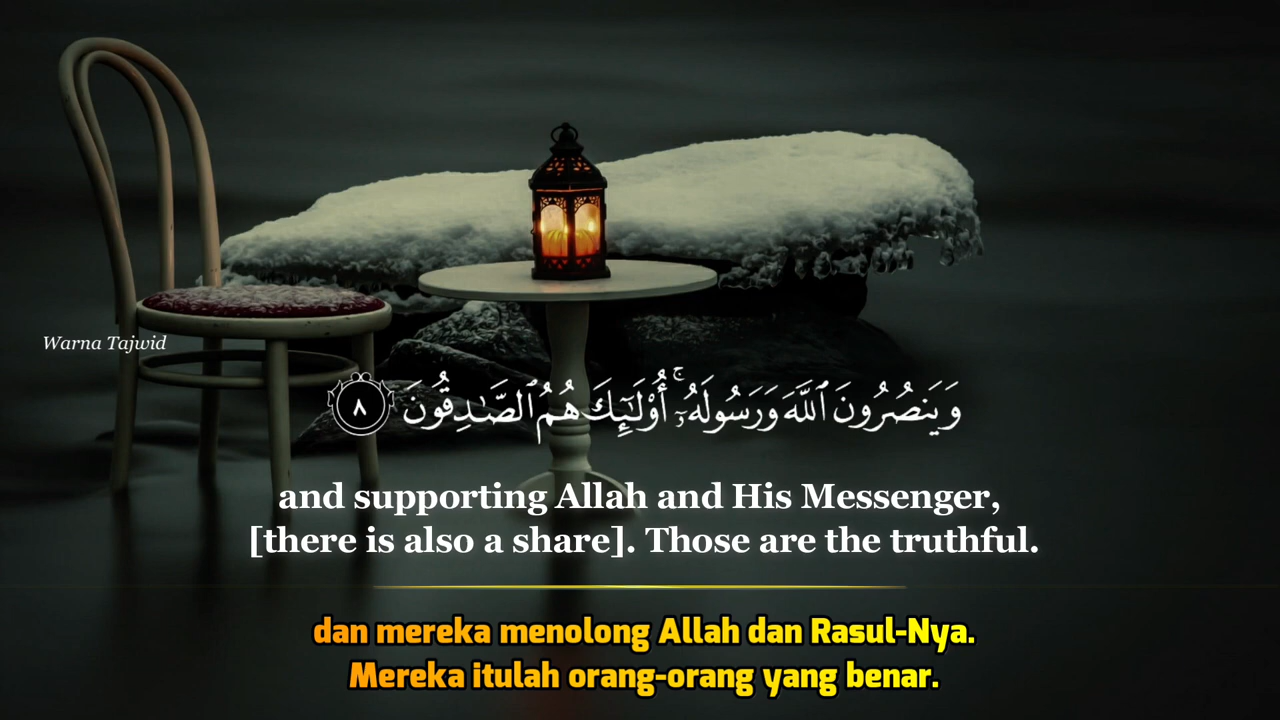 Warna Tajwid
وَيَنصُرُونَ ٱللَّهَ وَرَسُولَهُۥٓ ۚ أُو۟لَـٰٓئِكَ هُمُ ٱلصَّـٰدِقُونَ ٨
and supporting Allah and His Messenger,
[there is also a share]. Those are the truthful.
dan mereka menolong Allah dan Rasul-Nya.
Mereka itulah orang-orang yang benar.